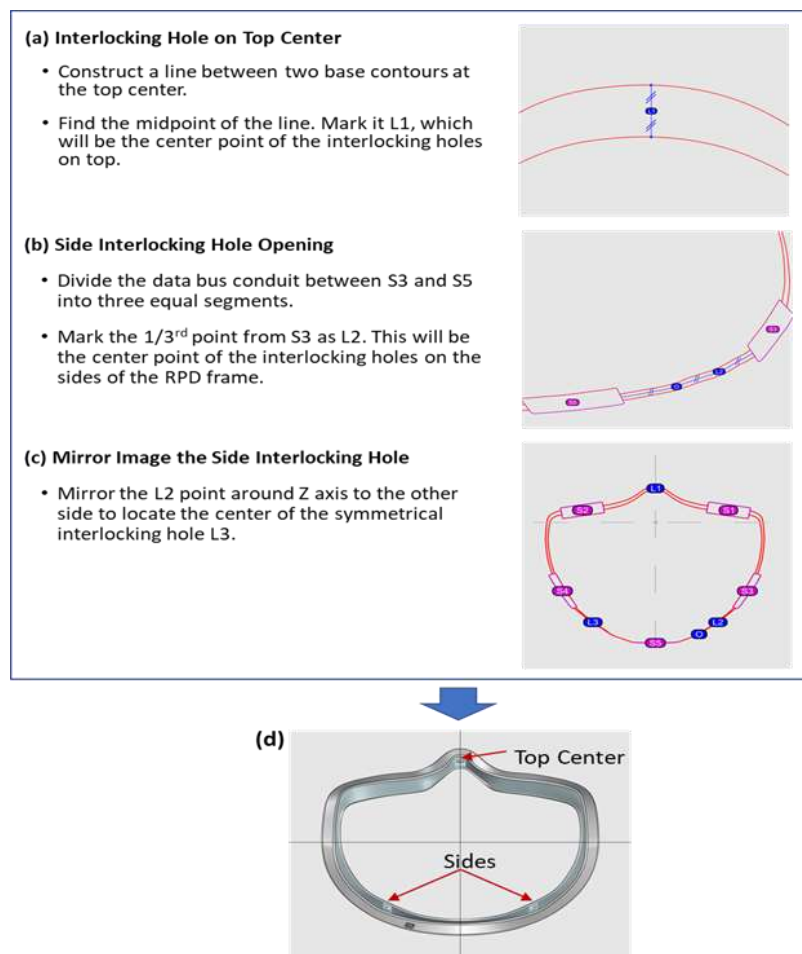 (a) Interlocking Hole on Top Center
• Construct a line between two base contours at
the top center.
• Find the midpoint of the line. Mark it L1, which
will be the center point of the interlocking holes
on top.
L1
(b) Side Interlocking Hole Opening
• Divide the data bus conduit between S3 and S5
into three equal segments.
• Mark the 1/3rd point from S3 as L2. This will be
the center point of the interlocking holes on the
sides of the RPD frame.
S3
L2
O
S5
(c) Mirror Image the Side Interlocking Hole
• Mirror the L2 point around Z axis to the other
side to locate the center of the symmetrical
interlocking hole L3.
L1
S2
S1
S4
S3
L3
L2
O
S5
(d)
Top Center
Sides